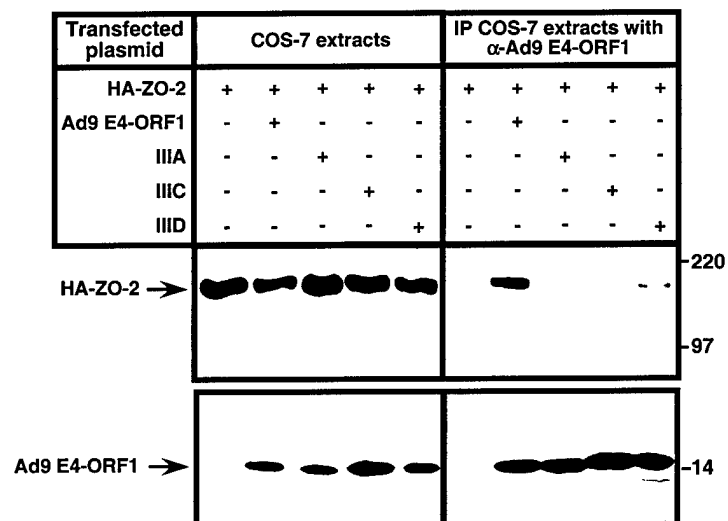 Transfected plasmid COS-7 extracts IP COS-7 extracts with α-Ad9 E4-ORF1
HA-ZO-2 + + + + + + + + + +
Ad9 E4-ORF1 - + - - - - + - - -
IIIA - - + - - - - + - -
IIIC - - - + - - - - + -
IIID - - - - + - - - - +
-220
HA-ZO-2 →
-97
Ad9 E4-ORF1 → -14